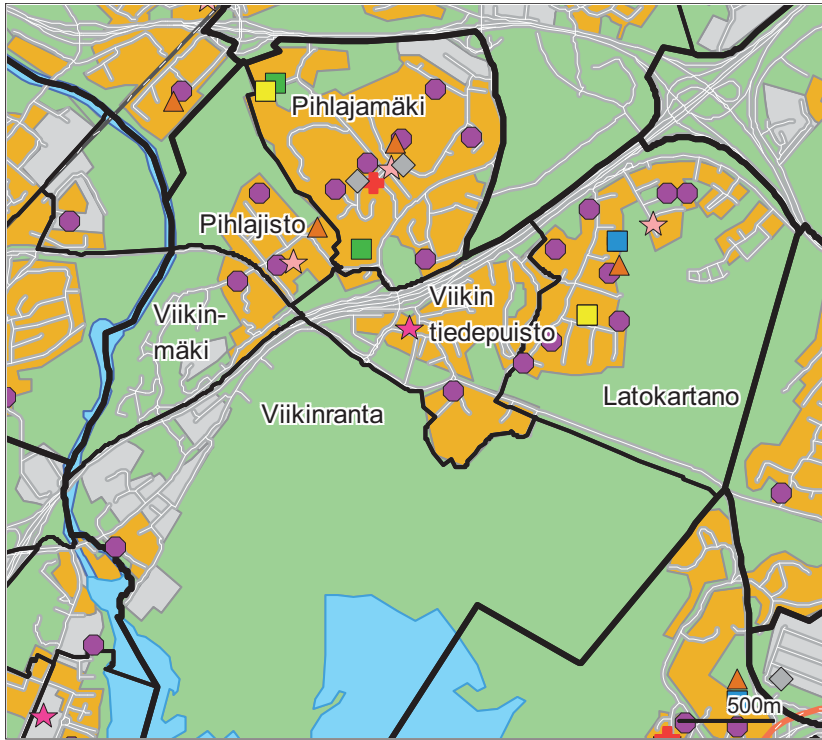 Pihlajamäki
Pihlajisto
Viikin-
mäki
Viikin
tiedepuisto
Viikinranta
Latokartano
500m